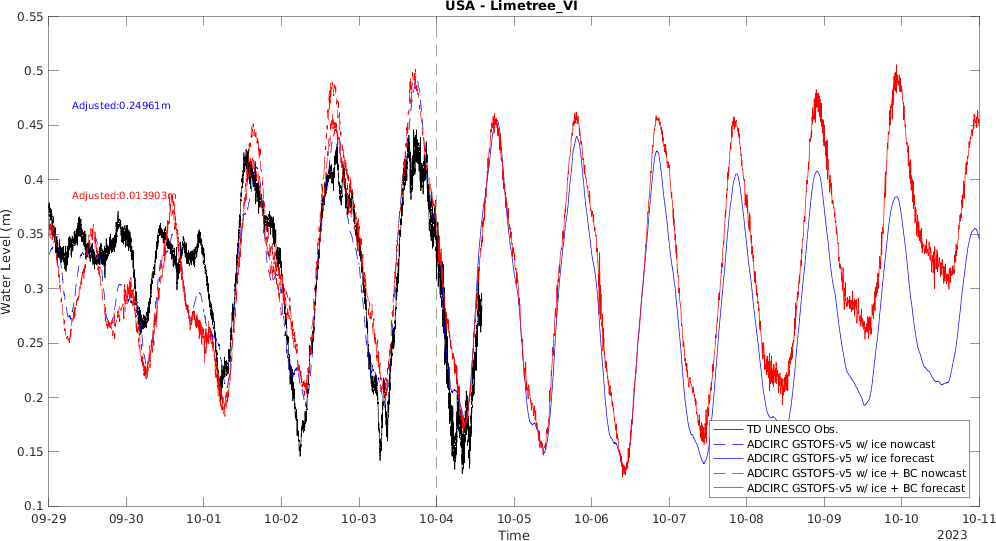 USA - Limetree_VI
0.55
0.5
0.45
0.4
0.35
0.3
0.25
0.2
0.15
0.1
Water Level (m)
Adjusted:0.24961m
Adjusted:0.013903m
TD UNESCO Obs.
ADCIRC GSTOFS-v5 w/ ice nowcast
ADCIRC GSTOFS-v5 w/ ice forecast
ADCIRC GSTOFS-v5 w/ ice + BC nowcast
ADCIRC GSTOFS-v5 w/ ice + BC forecast
09-29 09-30 10-01 10-02 10-03 10-04 10-05 10-06 10-07 10-08 10-09 10-10 10-11
Time
2023